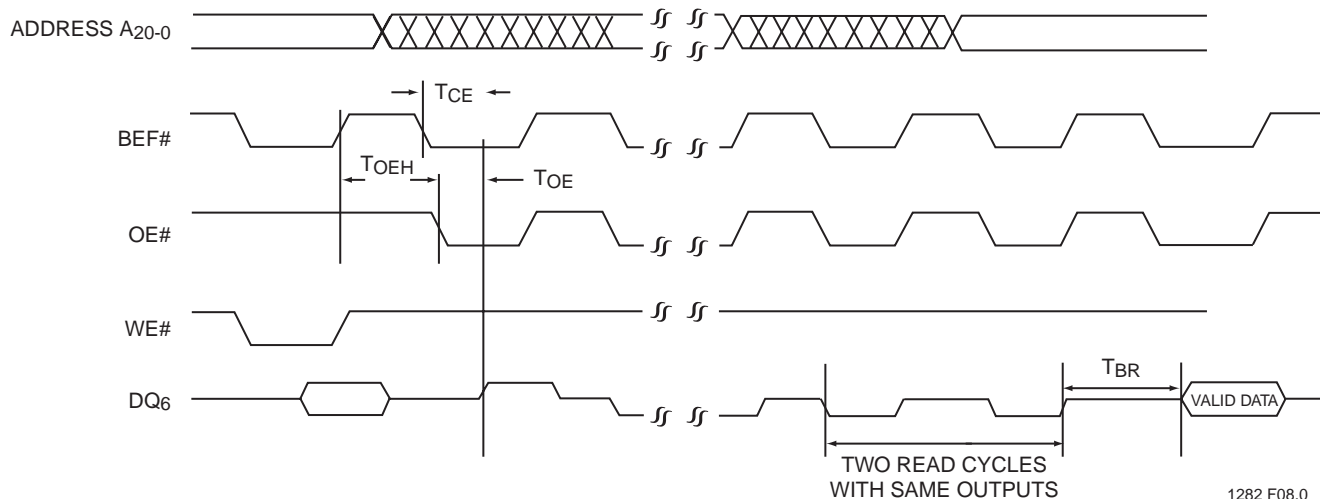 ADDRESS A20-0
TCE
BEF#
TOEH
TOE
OE#
WE#
TBR
DQ6
VALID DATA
TWO READ CYCLES
WITH SAME OUTPUTS
1282 F08.0